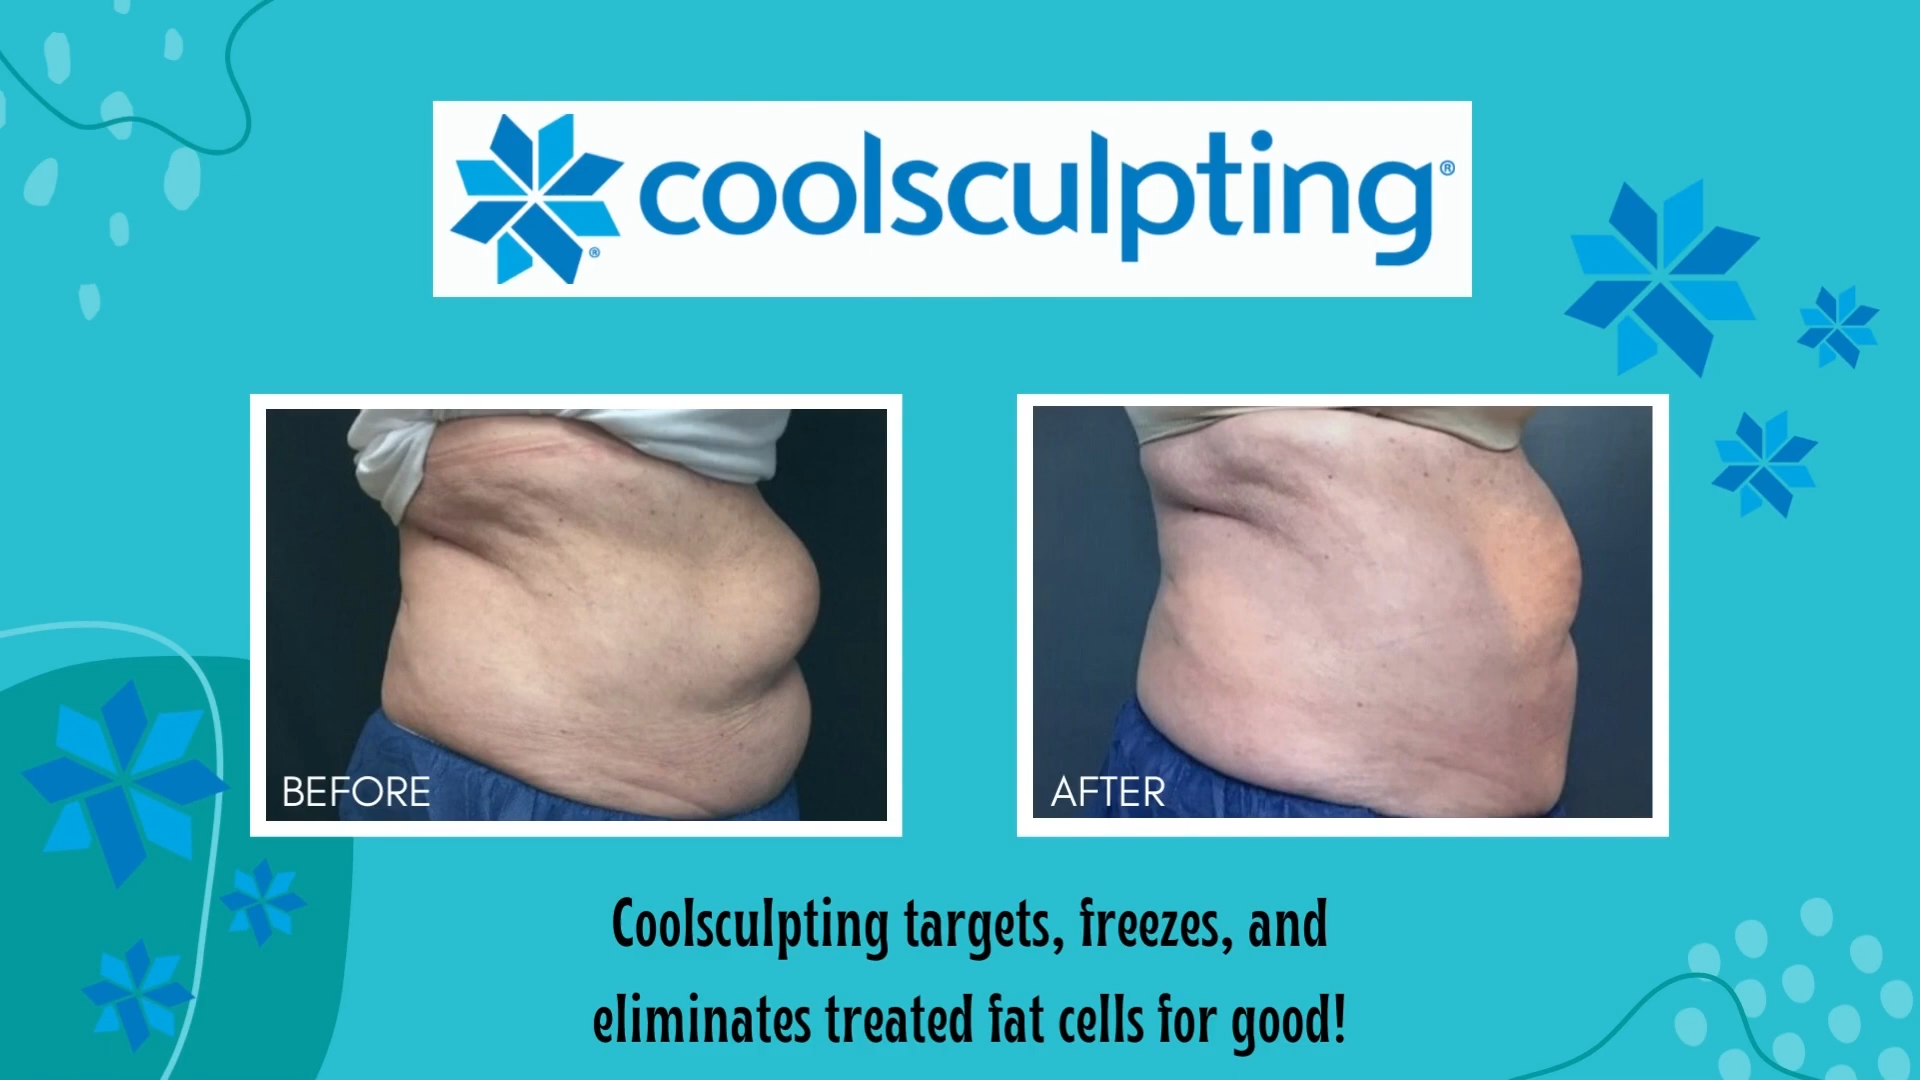 coolsculpting®
®
BEFORE
AFTER
Coolsculpting targets, freezes, and
eliminates treated fat cells for good!